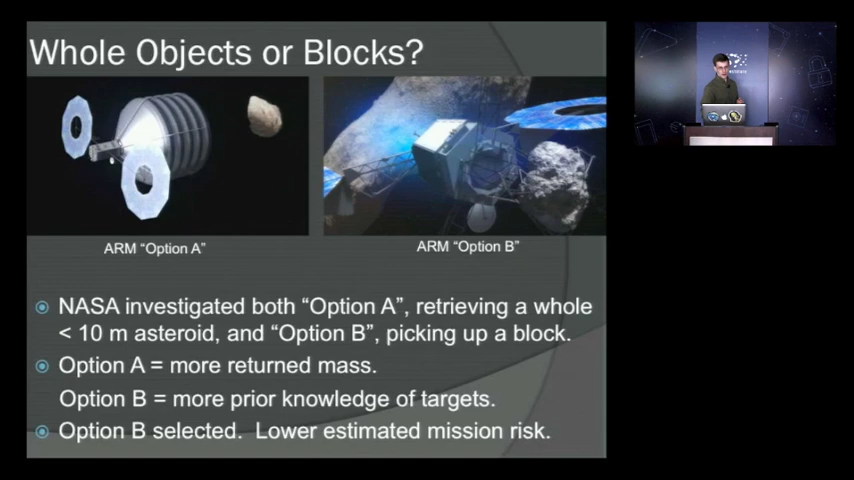 Whole Objects or Blocks?
ARM “Option A”
ARM “Option B”
NASA investigated both “Option A”, retrieving a whole
< 10 m asteroid, and “Option B”, picking up a block.
Option A = more returned mass.
Option B = more prior knowledge of targets.
Option B selected.  Lower estimated mission risk.